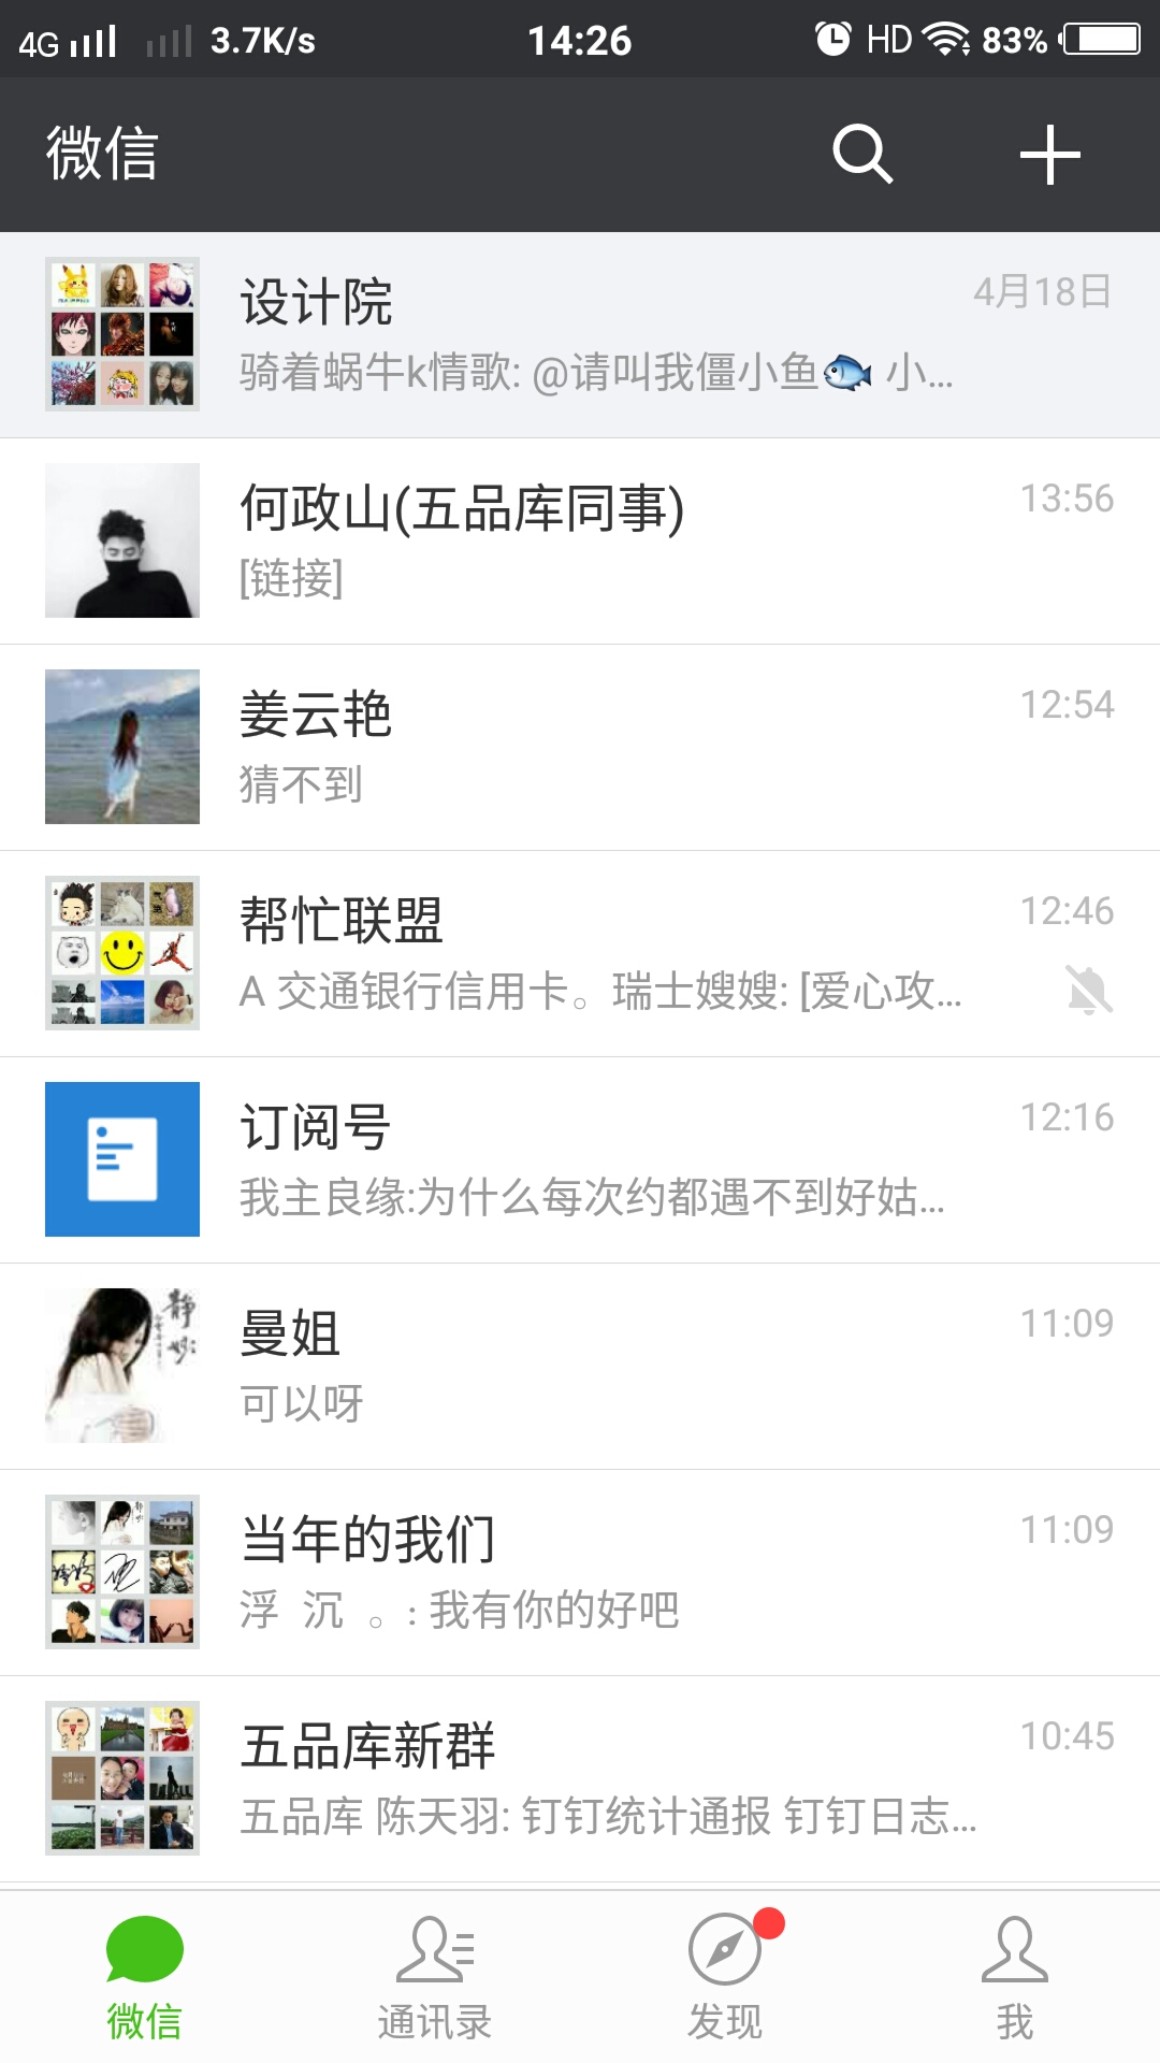 4G 3.7K/s 14:26 HD 83%
微信
设计院 4月18日
骑着蜗牛k情歌: @请叫我僵小鱼🐟 小...
何政山(五品库同事) 13:56
[链接]
姜云艳 12:54
猜不到
帮忙联盟 12:46
A 交通银行信用卡。瑞士嫂嫂: [爱心攻...
订阅号 12:16
我主良缘:为什么每次约都遇不到好姑...
静
曼姐 11:09
可以呀
当年的我们 11:09
浮 沉 。: 我有你的好吧
五品库新群 10:45
五品库 陈天羽: 钉钉统计通报 钉钉日志...
微信 通讯录 发现 我